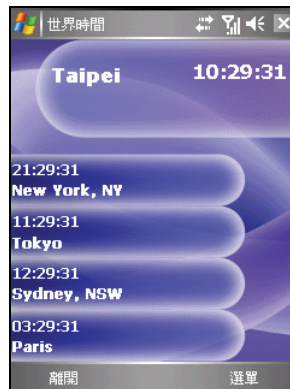 世界時間
Taipei 10:29:31
21:29:31
New York, NY
11:29:31
Tokyo
12:29:31
Sydney, NSW
03:29:31
Paris
離開 選單